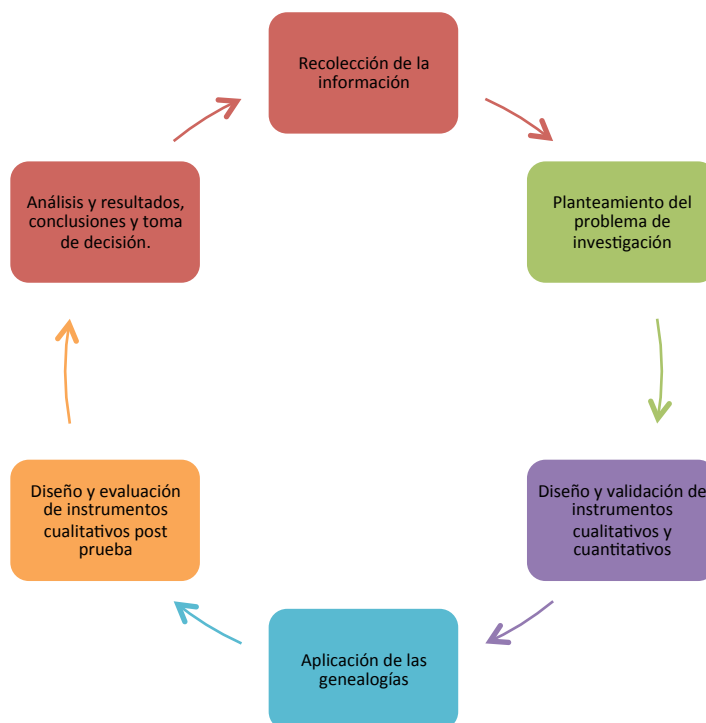 Recolección de la
información
Planteamiento del
problema de
investigación
Diseño y validación de
instrumentos
cualitativos y
cuantitativos
Aplicación de las
genealogías
Diseño y evaluación
de instrumentos
cualitativos post
prueba
Análisis y resultados,
conclusiones y toma
de decisión.